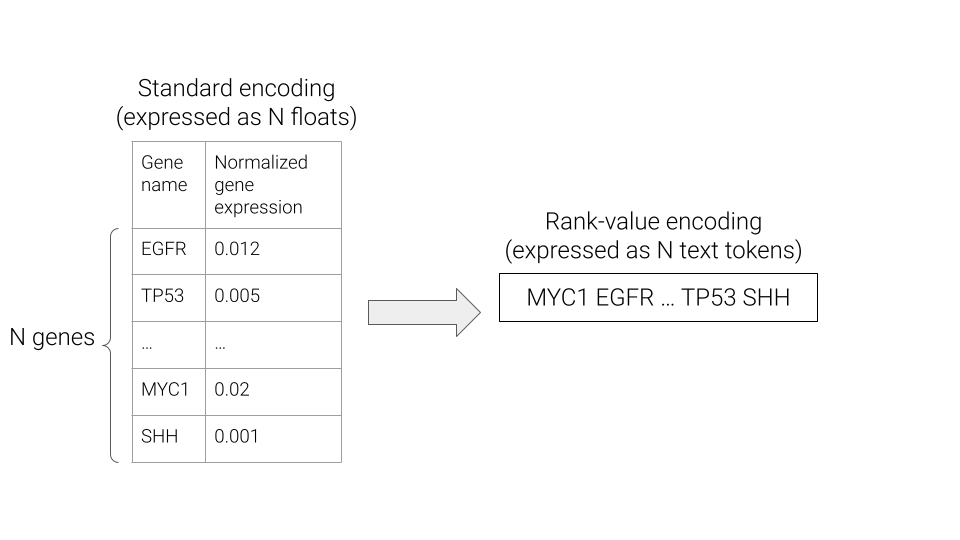 Standard encoding
(expressed as N floats)
Gene
name
Normalized
gene
expression
EGFR 0.012
TP53 0.005
... ...
MYC1 0.02
SHH 0.001
N genes
Rank-value encoding
(expressed as N text tokens)
MYC1 EGFR ... TP53 SHH